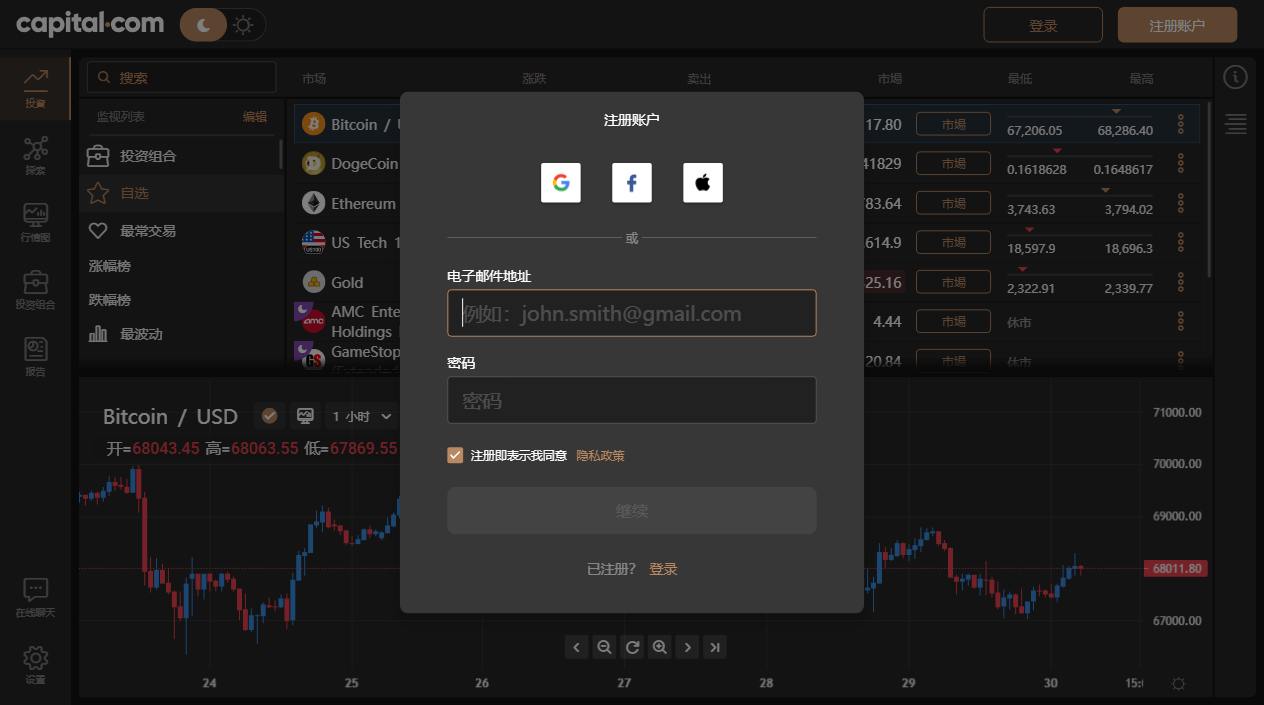 capital.com
登录
注册账户
投資
探索
行情图
投资组合
报告
在线聊天
设置
搜索
监视列表
编辑
投资组合
自选
最常交易
涨幅榜
跌幅榜
最波动
市场
涨跌
卖出
市場
最低
最高
Bitcoin /
17.80
市場
67,206.05
68,286.40
DogeCoin
41829
市場
0.1618628
0.1648617
Ethereum
83.64
市場
3,743.63
3,794.02
US Tech 1
614.9
市場
18,597.9
18,696.3
Gold
25.16
市場
2,322.91
2,339.77
AMC Ente
Holdings
4.44
市場
休市
GameStop
(Extended
20.84
市場
休市
注册账户
或
电子邮件地址
例如：john.smith@gmail.com
密码
密码
注册即表示我同意 隐私政策
继续
已注册？ 登录
Bitcoin / USD
1 小时
开=68043.45 高=68063.55 低=67869.55
71000.00
70000.00
69000.00
68011.80
67000.00
24
25
26
27
28
29
30
15: